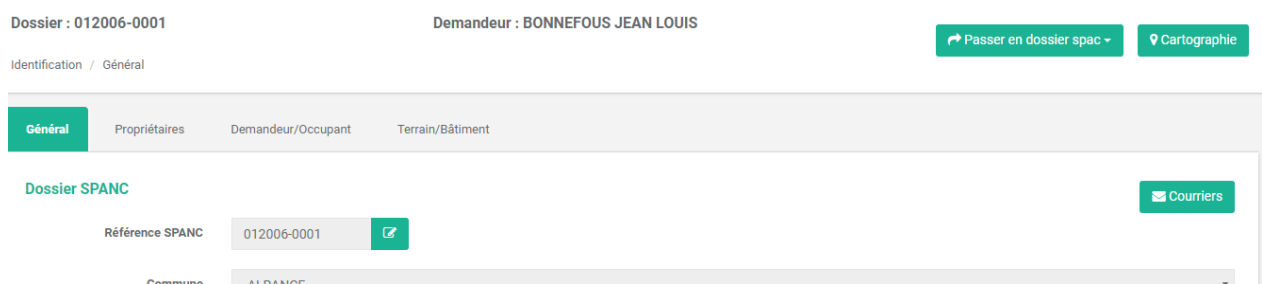 Dossier : 012006-0001
Demandeur : BONNEFOUS JEAN LOUIS
Passer en dossier spac
Cartographie
Identification / Général
Général
Propriétaires
Demandeur/Occupant
Terrain/Bâtiment
Dossier SPANC
Courriers
Référence SPANC
012006-0001
Commune